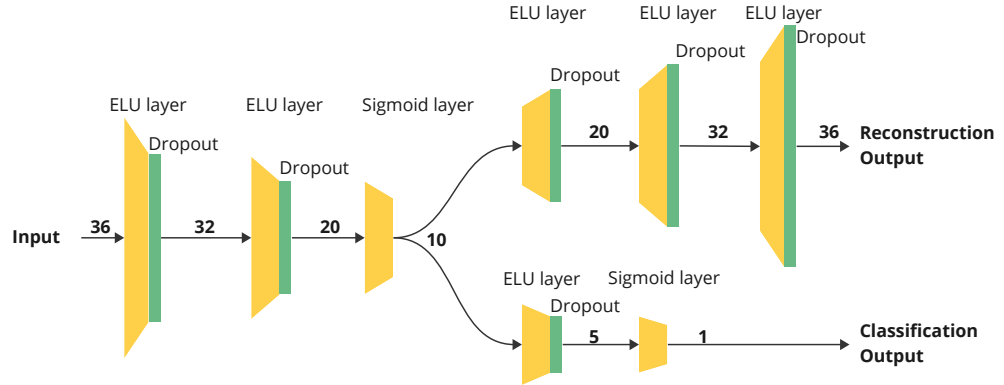 ELU layer
ELU layer
ELU layer
Dropout
Dropout
Dropout
ELU layer
ELU layer
Sigmoid layer
Dropout
Dropout
20
32
36
Reconstruction
Output
Input
36
32
20
10
ELU layer
Sigmoid layer
Dropout
5
1
Classification
Output